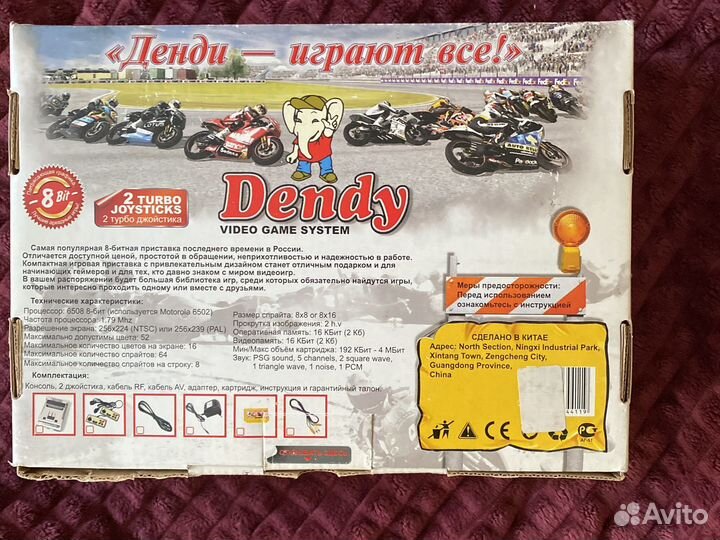 «Денди — играют все!»
FedEx FedEx FedEx
8 Bit
2 TURBO
JOYSTICKS
2 турбо джойстика
Dendy
VIDEO GAME SYSTEM
Самая популярная 8-битная приставка последнего времени в России.
Отличается доступной ценой, простотой в обращении, неприхотливостью и надежностью в работе.
Компактная игровая приставка с привлекательным дизайном станет отличным подарком и для
начинающих геймеров и для тех, кто давно знаком с миром видеоигр.
В вашем распоряжении будет большая библиотека игр, среди которых обязательно найдутся игры,
которые интересно проходить одному или вместе с друзьями.
Технические характеристики:
Процессор: 6508 8-бит (используется Motorola 6502)
Частота процессора: 1.79 Mhz
Разрешение экрана: 256x224 (NTSC) или 256x239 (PAL)
Максимально допустимы цвета: 52
Максимальное количество цветов на экране: 16
Максимальное количество спрайтов: 64
Максимальное количество спрайтов на строку: 8
Размер спрайта: 8x8 or 8x16
Прокрутка изображения: 2 h.v
Оперативная память: 16 КБит (2 Кб)
Видеопамять: 16 КБит (2 Кб)
Мин/Макс объём картриджа: 192 КБит - 4 МБит
Звук: PSG sound, 5 channels, 2 square wave,
1 triangle wave, 1 noise, 1 PCM
Комплектация:
Консоль, 2 джойстика, кабель RF, кабель AV, адаптер, картридж, инструкция и гарантийный талон.
Меры предосторожности:
Перед использованием
ознакомьтесь с инструкцией
СДЕЛАНО В КИТАЕ
Адрес: North Section, Ningxi Industrial Park,
Xintang Town, Zengcheng City,
Guangdong Province,
China
44119
CE
Avito